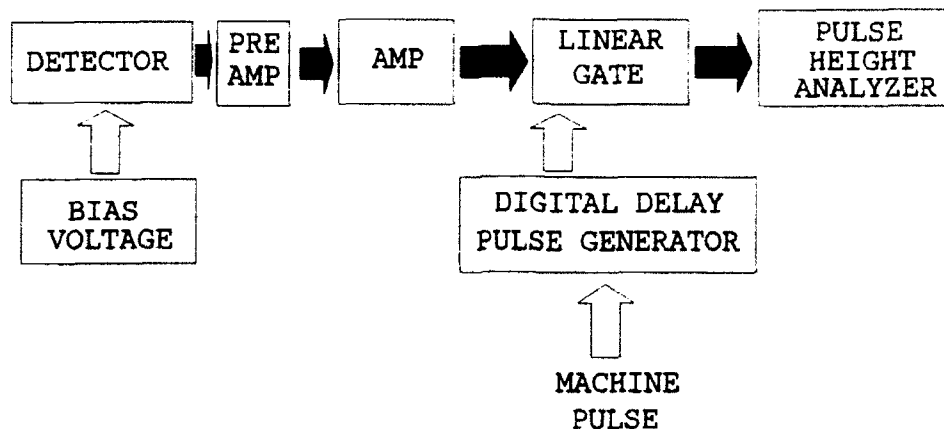 DETECTOR
PRE
AMP
AMP
LINEAR
GATE
PULSE
HEIGHT
ANALYZER
BIAS
VOLTAGE
DIGITAL DELAY
PULSE GENERATOR
MACHINE
PULSE